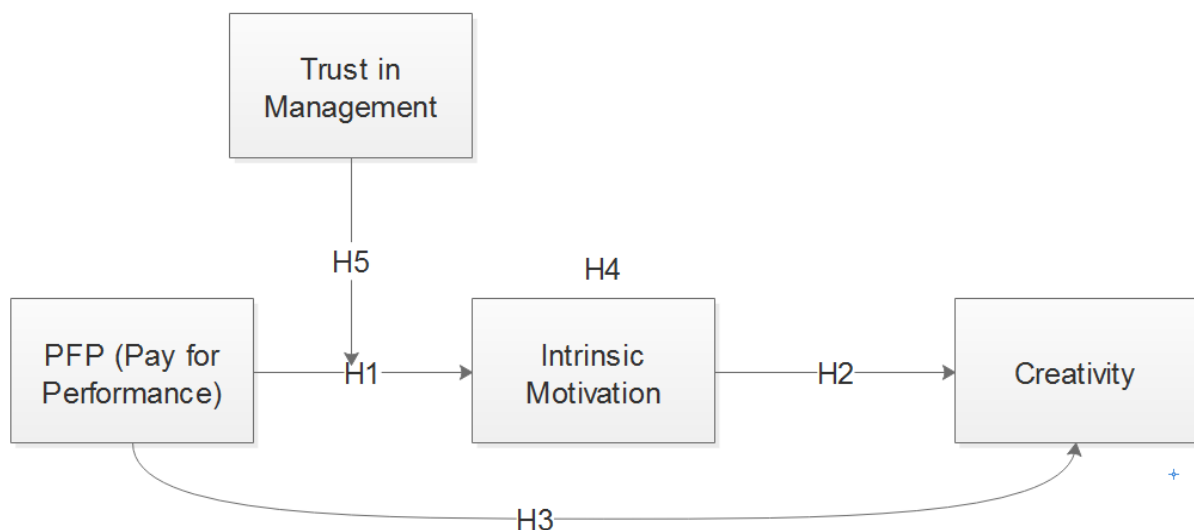 Trust in
Management
H5
H4
PFP (Pay for
Performance)
H1
Intrinsic
Motivation
H2
Creativity
H3